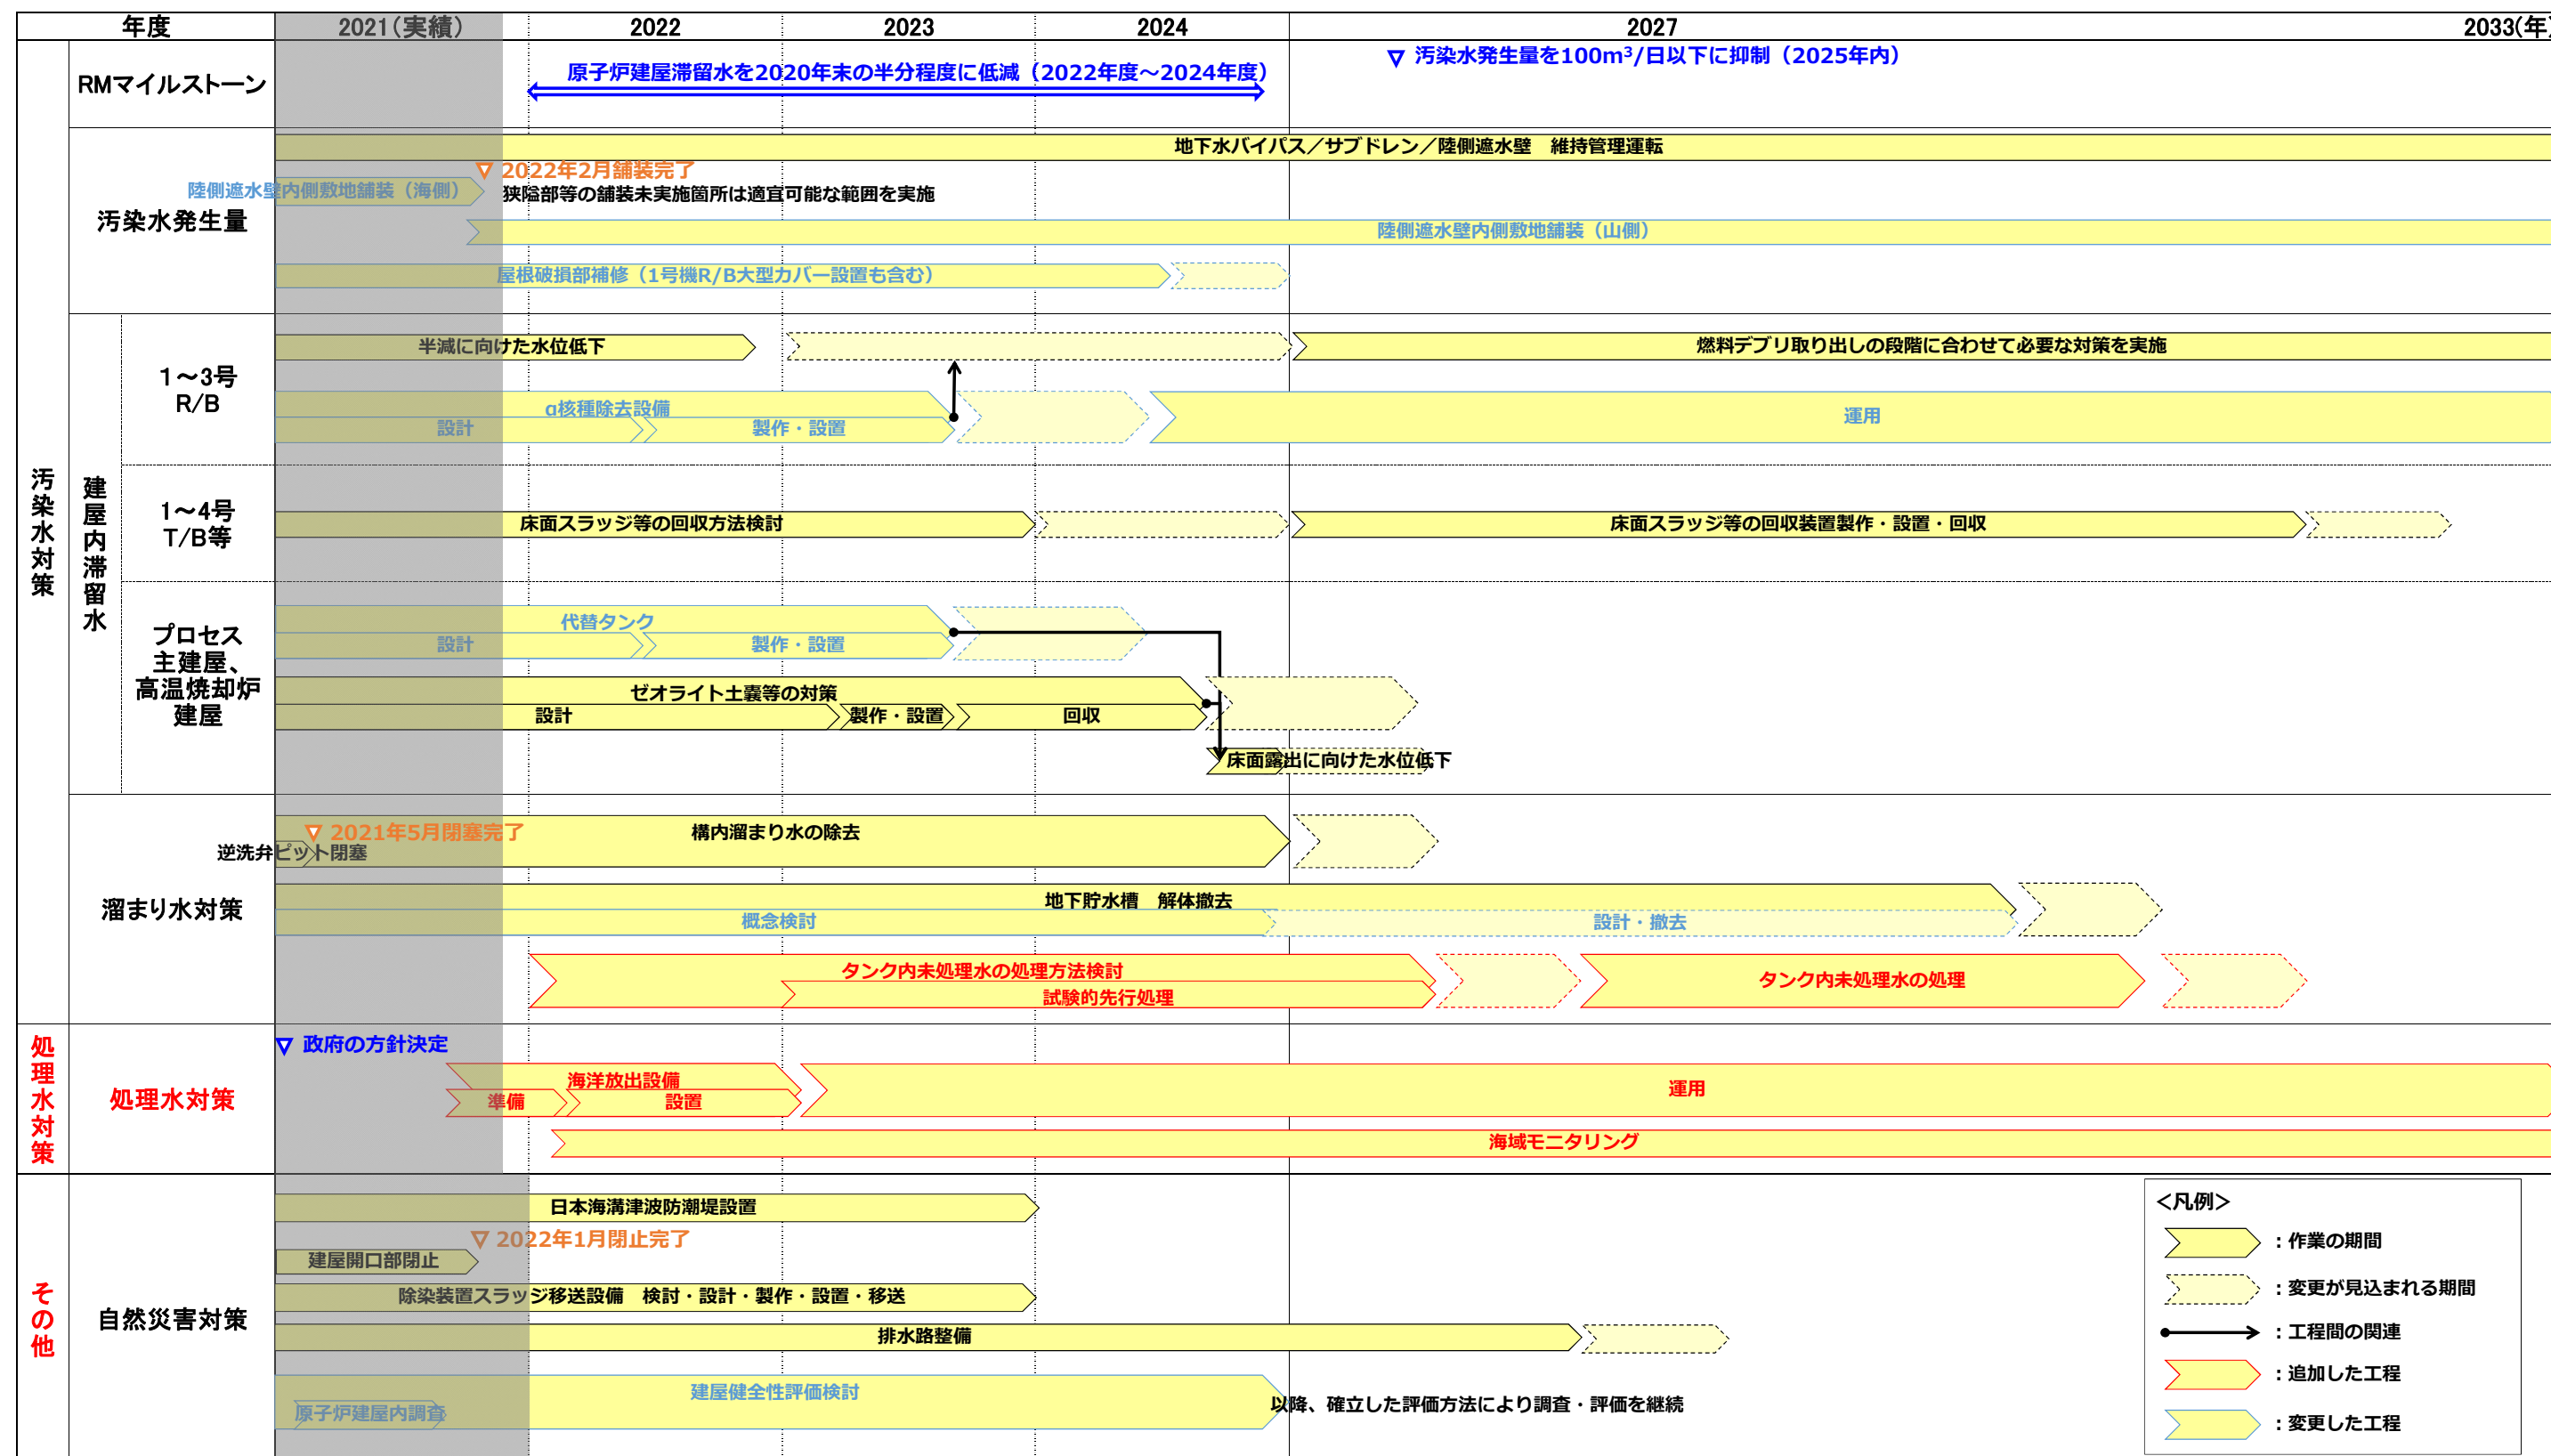 年度
2021(実績)
2022
2023
2024
2027
2033(年)
汚染水対策
RMマイルストーン
原子炉建屋滞留水を2020年末の半分程度に低減（2022年度～2024年度）
汚染水発生量を100m³/日以下に抑制（2025年内）
汚染水発生量
地下水バイパス／サブドレン／陸側遮水壁　維持管理運転
2022年2月舗装完了
陸側遮水壁内側敷地舗装（海側）
狭隘部等の舗装未実施箇所は適宜可能な範囲を実施
陸側遮水壁内側敷地舗装（山側）
屋根破損部補修（1号機R/B大型カバー設置も含む）
建屋内滞留水
1～3号
R/B
半減に向けた水位低下
燃料デブリ取り出しの段階に合わせて必要な対策を実施
α核種除去設備
設計
製作・設置
運用
1～4号
T/B等
床面スラッジ等の回収方法検討
床面スラッジ等の回収装置製作・設置・回収
プロセス
主建屋、
高温焼却炉
建屋
代替タンク
設計
製作・設置
ゼオライト土嚢等の対策
設計
製作・設置
回収
床面露出に向けた水位低下
溜まり水対策
2021年5月閉塞完了
構内溜まり水の除去
逆洗弁ピット閉塞
地下貯水槽　解体撤去
概念検討
設計・撤去
タンク内未処理水の処理方法検討
試験的先行処理
タンク内未処理水の処理
処理水対策
処理水対策
政府の方針決定
海洋放出設備
準備
設置
運用
海域モニタリング
その他
自然災害対策
日本海溝津波防潮堤設置
2022年1月閉止完了
建屋開口部閉止
除染装置スラッジ移送設備　検討・設計・製作・設置・移送
排水路整備
建屋健全性評価検討
原子炉建屋内調査
以降、確立した評価方法により調査・評価を継続
＜凡例＞
：作業の期間
：変更が見込まれる期間
：工程間の関連
：追加した工程
：変更した工程